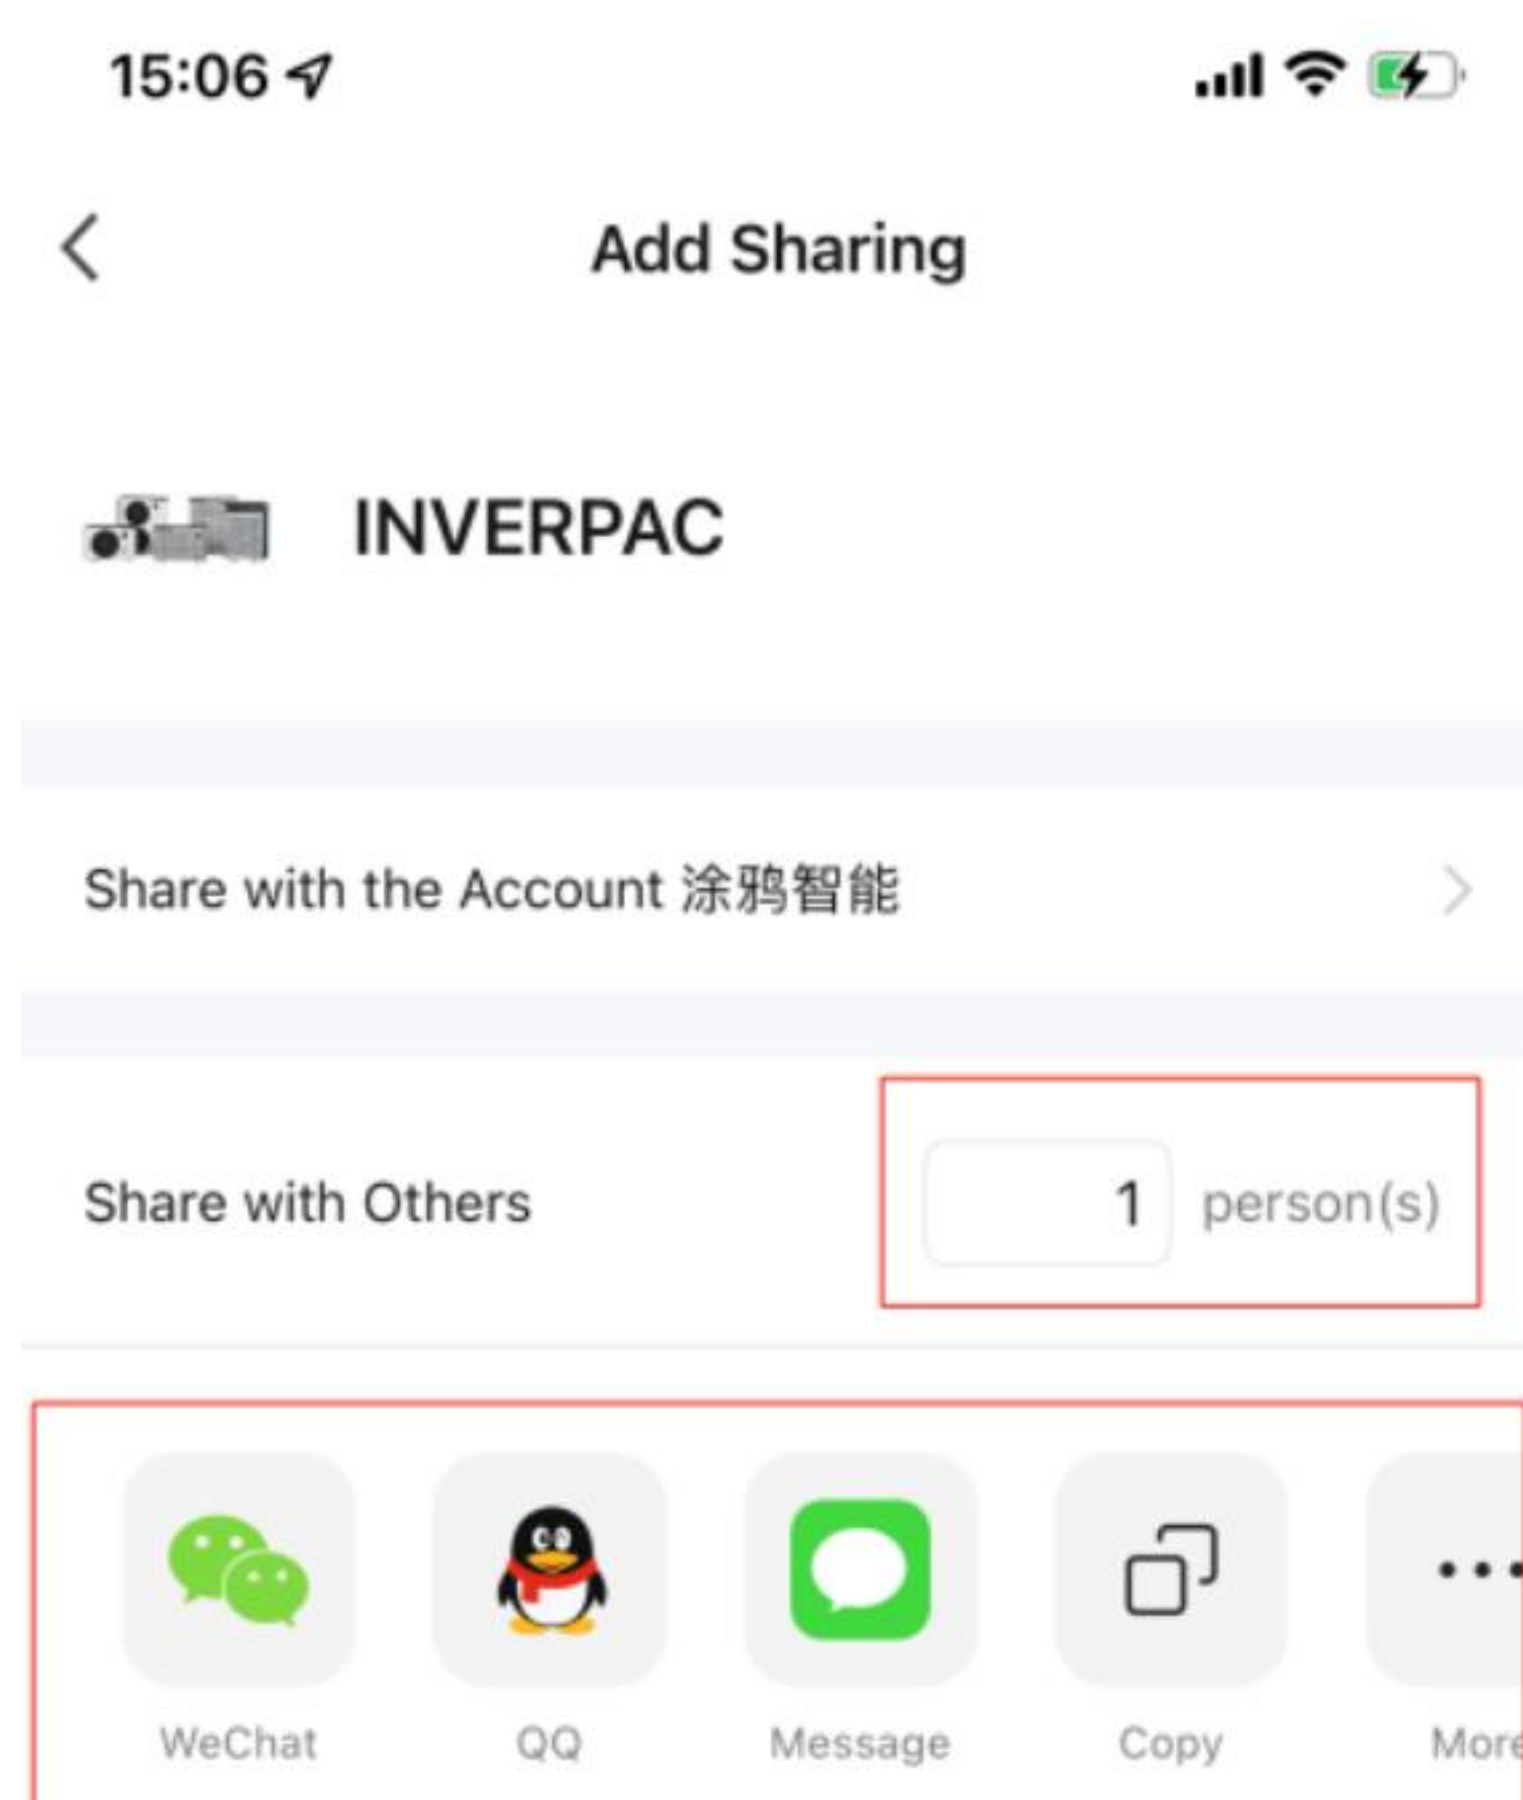 15:06
Add Sharing
INVERPAC
Share with the Account 涂鸦智能
Share with Others 1 person(s)
WeChat QQ Message Copy More